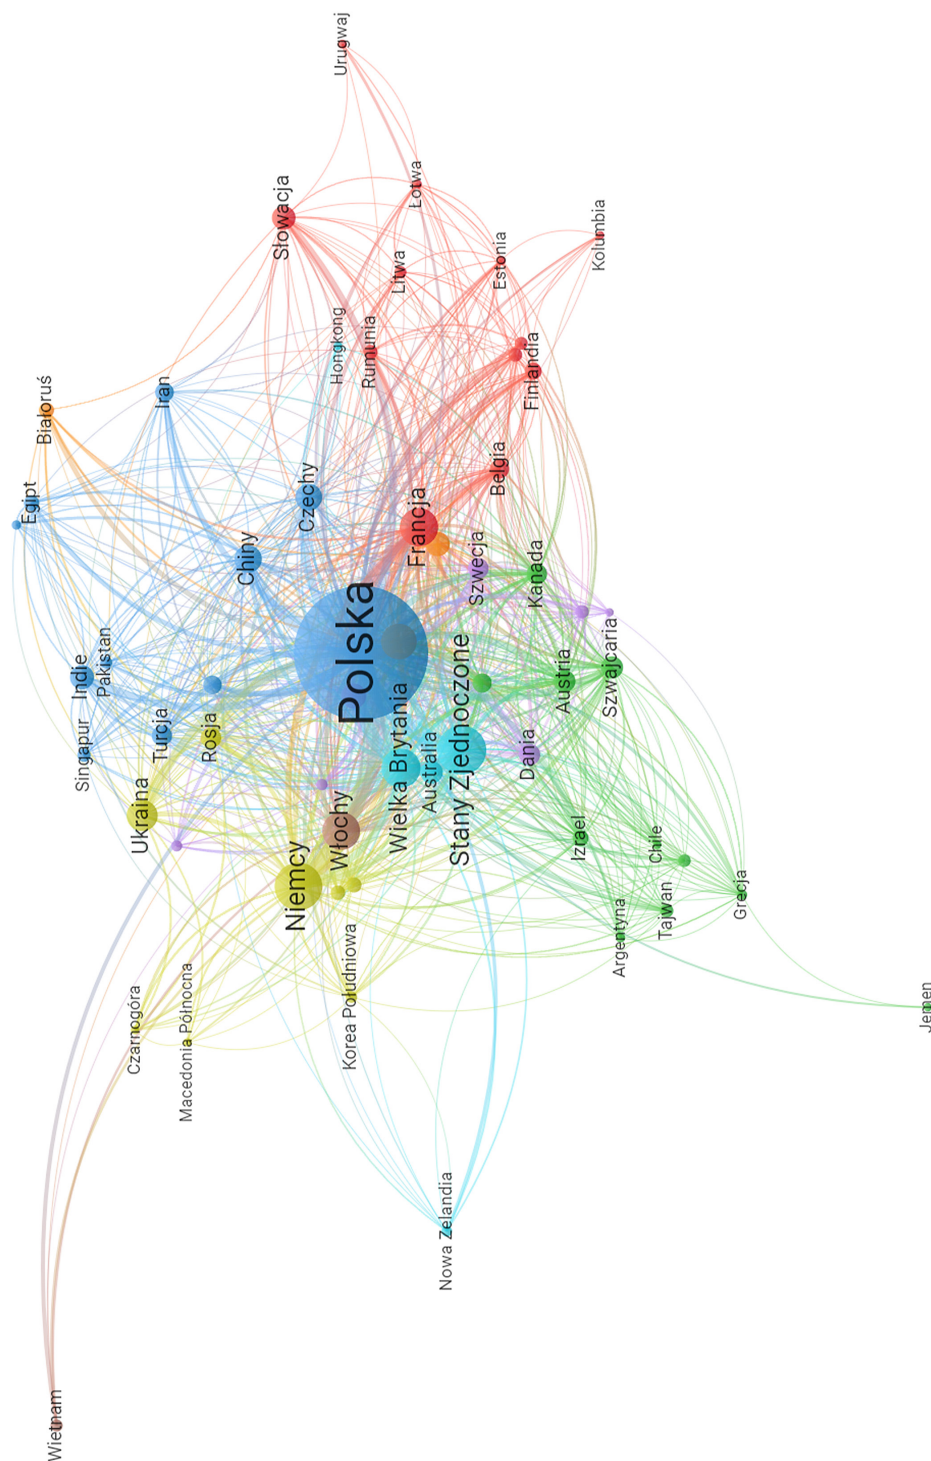 Urugwaj
Łotwa
Słowacja
Kolumbia
Litwa
Estonia
Hongkong
Rumunia
Finlandia
Białoruś
Iran
Egipt
Czechy
Belgia
Francja
Chiny
Szwecja
Kanada
Polska
Indie
Pakistan
Szwajcaria
Austria
Singapur
Turcja
Rosja
Wielka Brytania
Australia
Stany Zjednoczone
Dania
Ukraina
Włochy
Izrael
Chile
Niemcy
Grecja
Tajwan
Argentyna
Korea Południowa
Czarnogóra
Macedonia Północna
Jemen
Nowa Zelandia
Wietnam